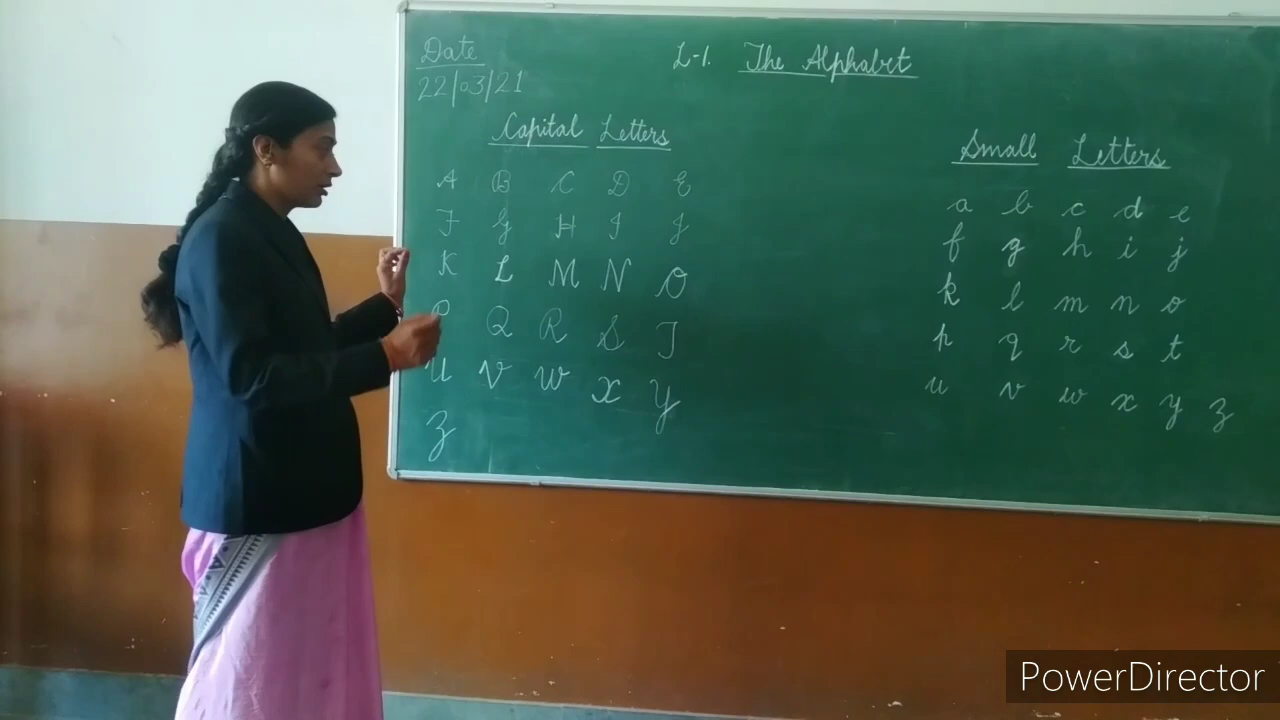 Date
22/03/21
L-1. The Alphabet
Capital Letters
A B C D E
F G H I J
K L M N O
P Q R S T
U V W X Y
Z
Small Letters
a b c d e
f g h i j
k l m n o
p q r s t
u v w x y z
PowerDirector